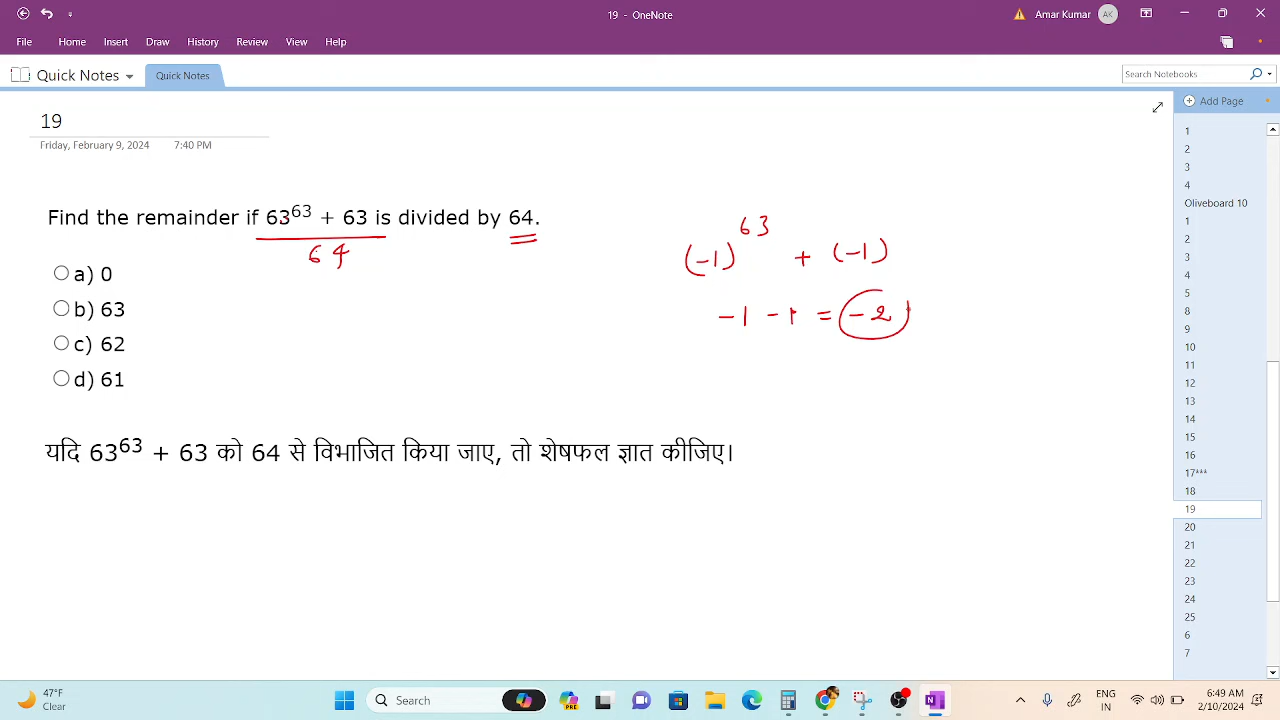 19 - OneNote
Amar Kumar AK
File Home Insert Draw History Review View Help
Quick Notes Quick Notes Search Notebooks
19
Friday, February 9, 2024 7:40 PM
Find the remainder if 63⁶³ + 63 is divided by 64.
64
a) 0
b) 63
c) 62
d) 61
(-1)⁶³ + (-1)
-1 -1 = -2
यदि 63⁶³ + 63 को 64 से विभाजित किया जाए, तो शेषफल ज्ञात कीजिए।
Add Page
1
2
3
4
Oliveboard 10
1
2
3
4
5
8
9
10
11
12
13
14
15
16
17***
18
19
20
21
22
23
24
25
6
7
47°F
Clear
Search
PRE
ENG
IN
6:49 AM
2/10/2024